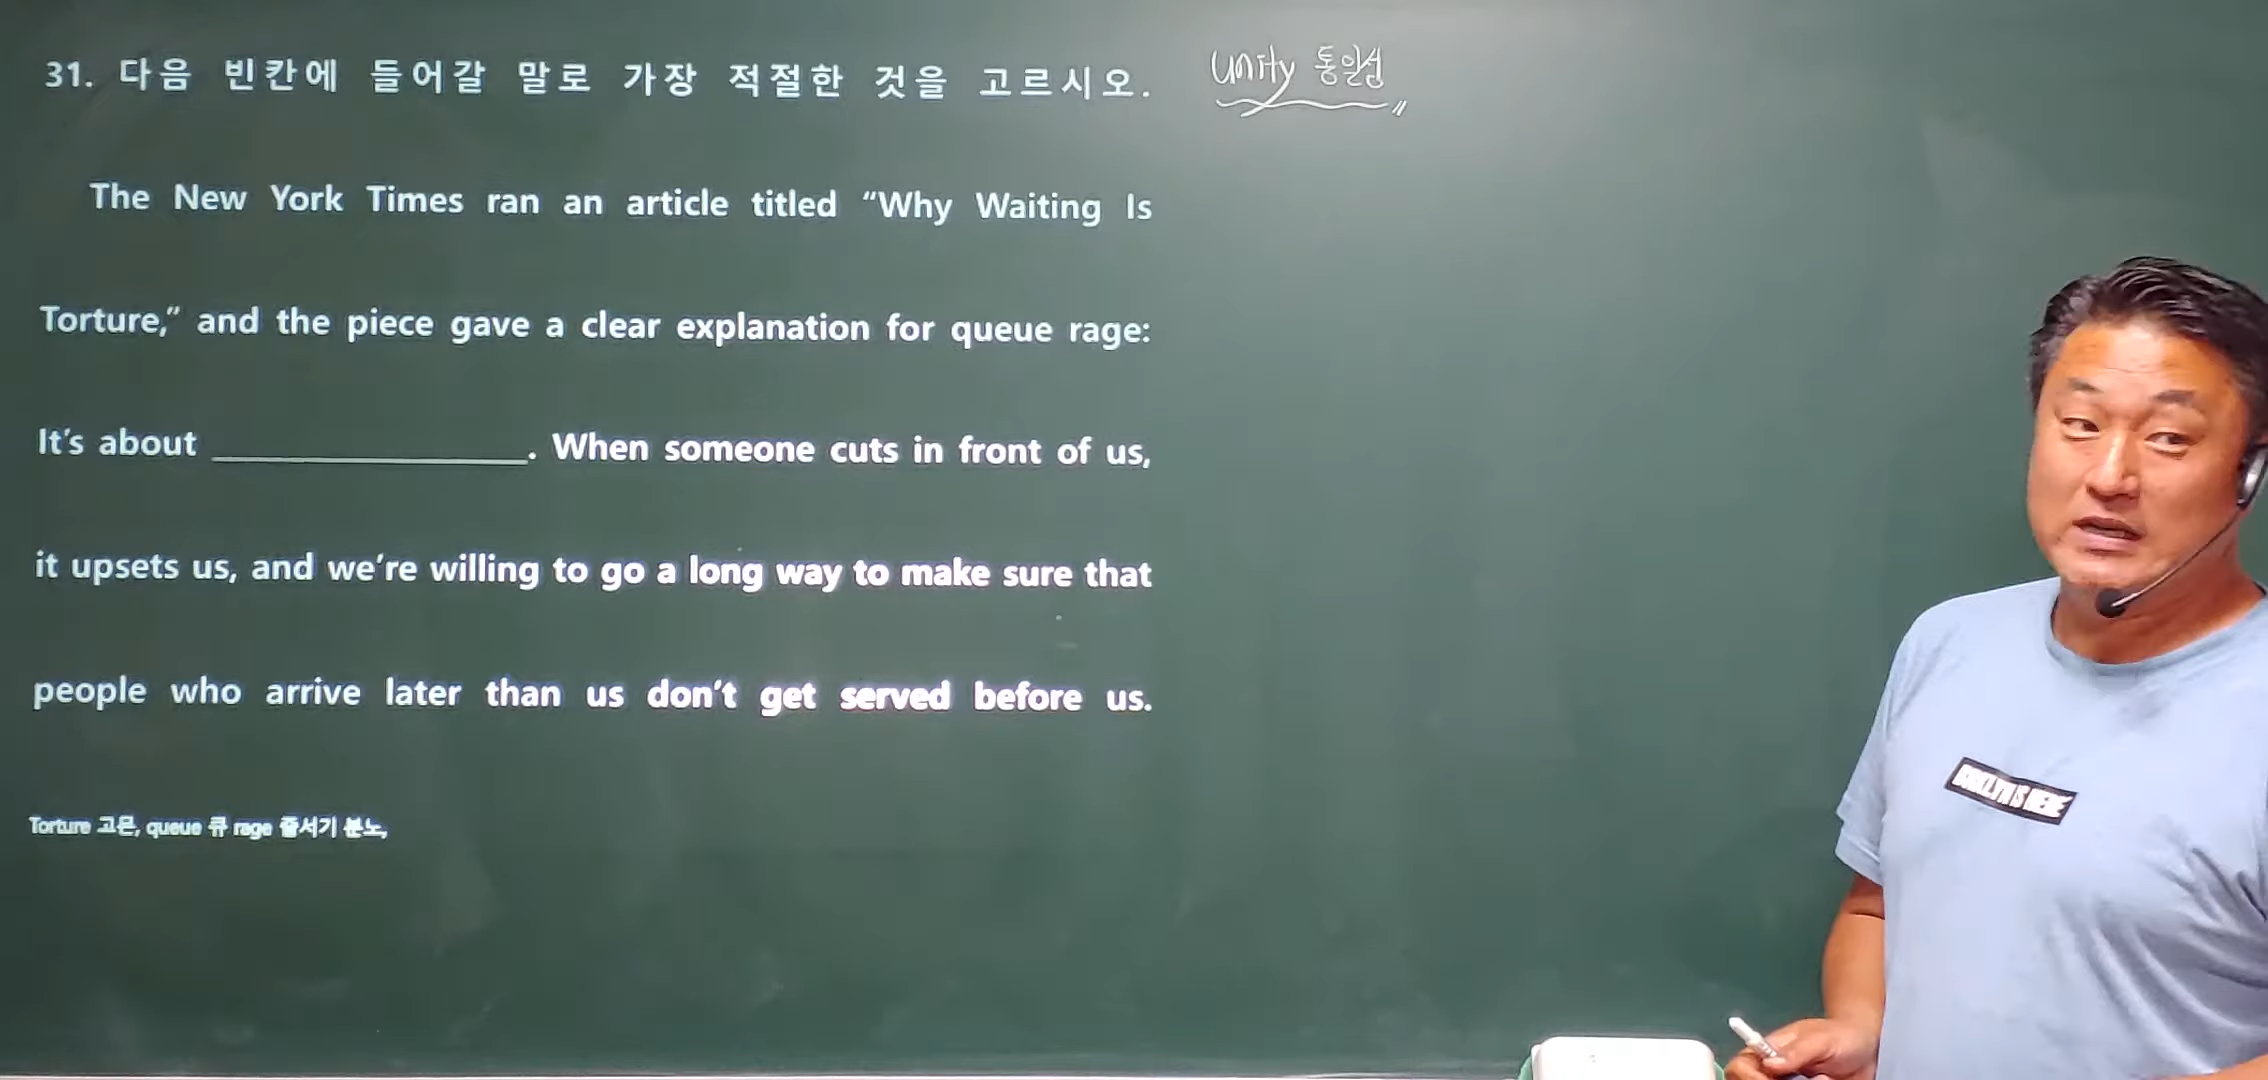 31. 다음 빈칸에 들어갈 말로 가장 적절한 것을 고르시오.
unity 통일성
The New York Times ran an article titled “Why Waiting Is
Torture,” and the piece gave a clear explanation for queue rage:
It’s about ______________. When someone cuts in front of us,
it upsets us, and we’re willing to go a long way to make sure that
people who arrive later than us don’t get served before us.
Torture 고문, queue 큐 rage 줄서기 분노,